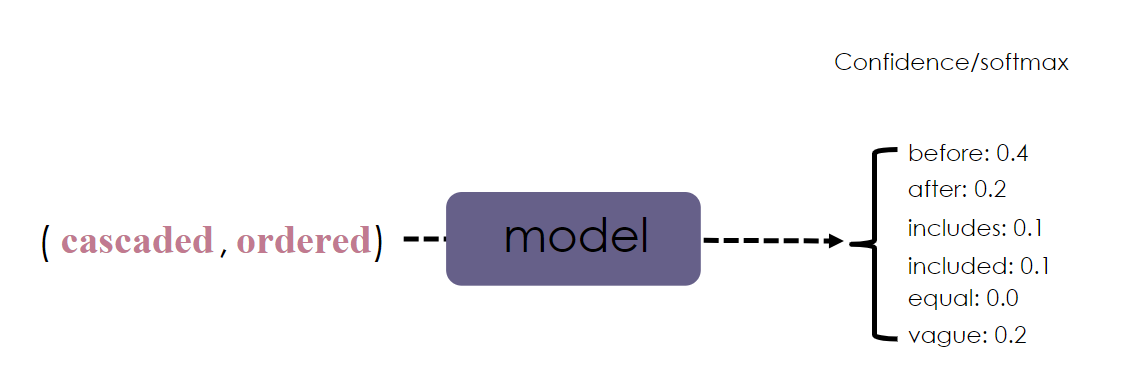 Confidence/softmax
( cascaded , ordered)
model
before: 0.4
after: 0.2
includes: 0.1
included: 0.1
equal: 0.0
vague: 0.2